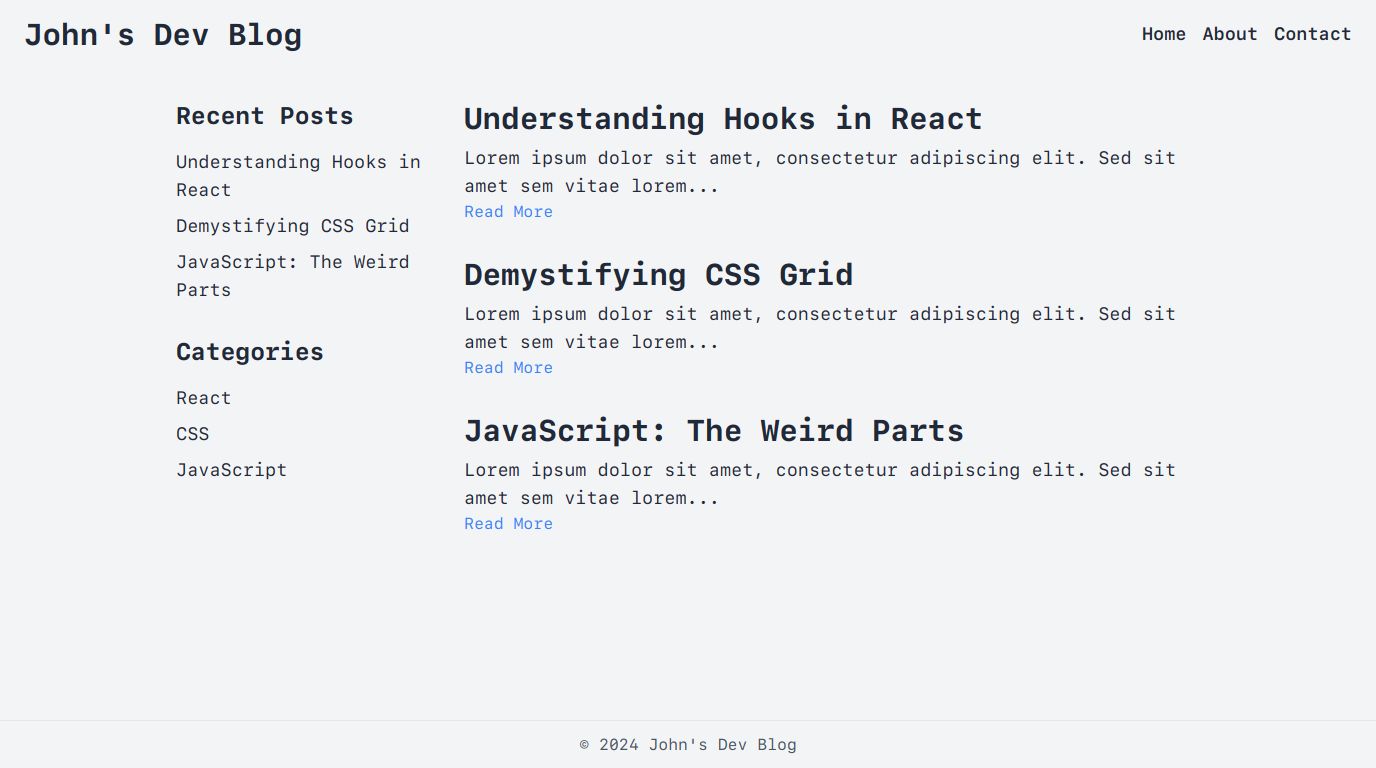 John's Dev Blog
Home About Contact
Recent Posts
Understanding Hooks in
React
Demystifying CSS Grid
JavaScript: The Weird
Parts
Categories
React
CSS
JavaScript
Understanding Hooks in React
Lorem ipsum dolor sit amet, consectetur adipiscing elit. Sed sit
amet sem vitae lorem...
Read More
Demystifying CSS Grid
Lorem ipsum dolor sit amet, consectetur adipiscing elit. Sed sit
amet sem vitae lorem...
Read More
JavaScript: The Weird Parts
Lorem ipsum dolor sit amet, consectetur adipiscing elit. Sed sit
amet sem vitae lorem...
Read More
© 2024 John's Dev Blog